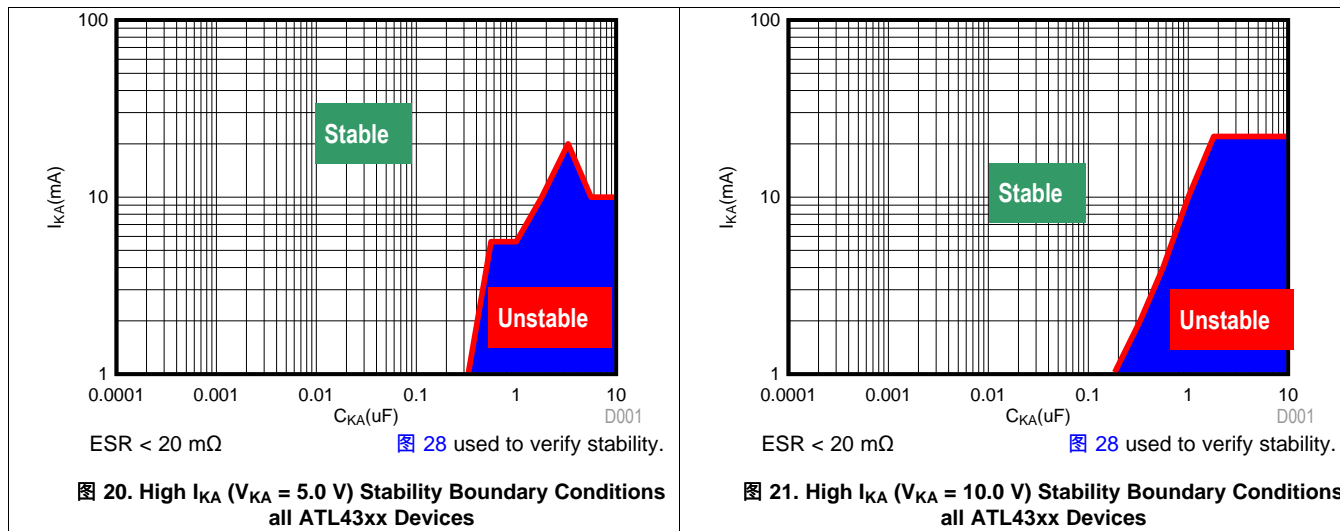 100
10
1
I_KA(mA)
Stable
Unstable
0.0001 0.001 0.01 0.1 1 10
C_KA(uF)
D001
ESR < 20 mΩ 图 28 used to verify stability.
图 20. High I_KA (V_KA = 5.0 V) Stability Boundary Conditions
all ATL43xx Devices
100
10
1
I_KA(mA)
Stable
Unstable
0.0001 0.001 0.01 0.1 1 10
C_KA(uF)
D001
ESR < 20 mΩ 图 28 used to verify stability.
图 21. High I_KA (V_KA = 10.0 V) Stability Boundary Conditions
all ATL43xx Devices